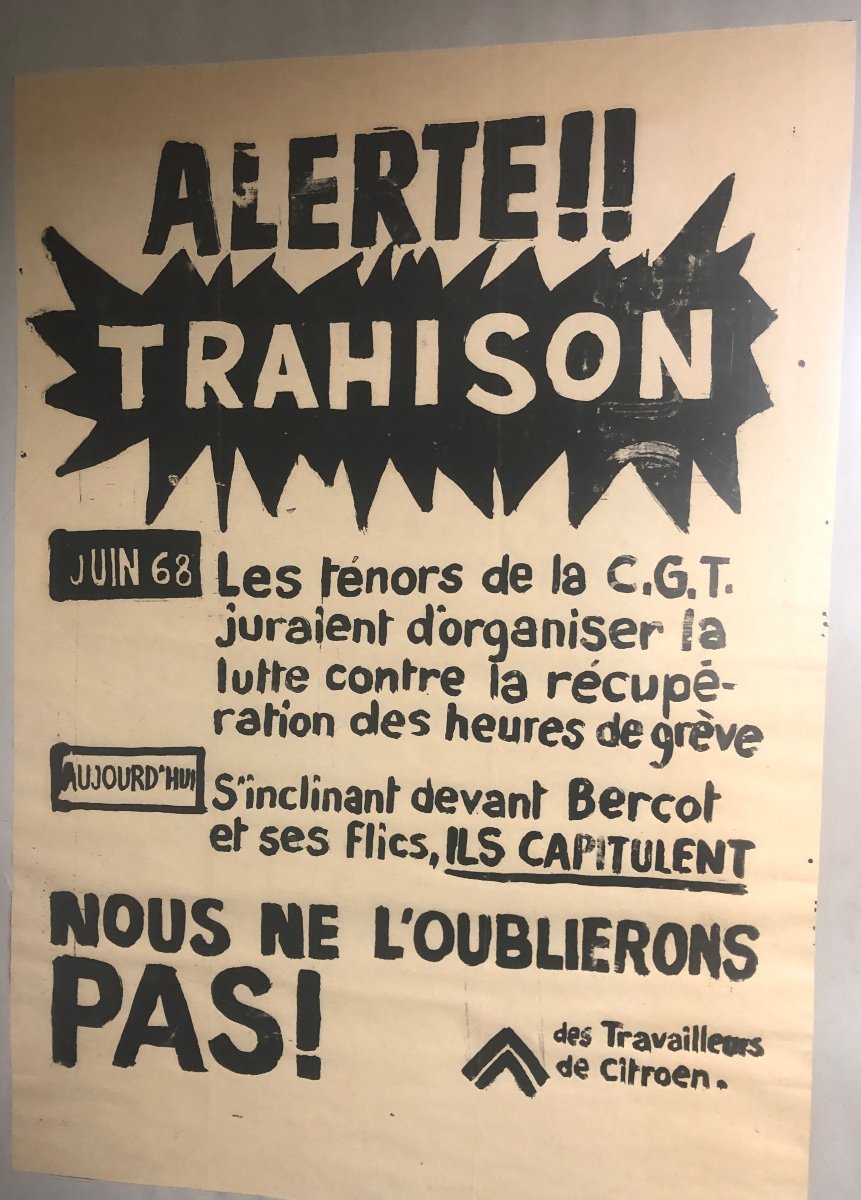 ALERTE!!
TRAHISON
JUIN 68
Les ténors de la C.G.T.
juraient d'organiser la
lutte contre la récupé-
ration des heures de grève
AUJOURD'HUI
S'inclinant devant Bercot
et ses flics, ILS CAPITULENT
NOUS NE L'OUBLIERONS
PAS!
des Travailleurs
de Citroen.